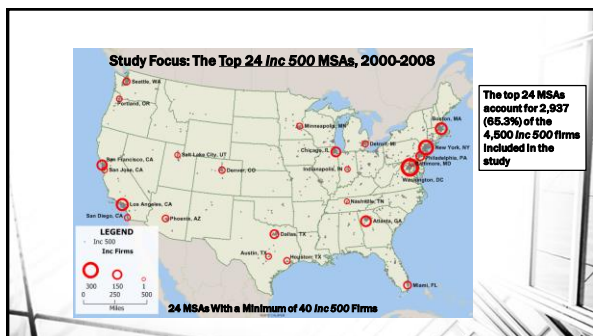 Study Focus: The Top 24 Inc 500 MSAs, 2000-2008
Seattle, WA
Portland, OR
Minneapolis, MN
Boston, MA
Detroit, MI
Chicago, IL
New York, NY
Philadelphia, PA
Baltimore, MD
Washington, DC
Salt Lake City, UT
Denver, CO
Indianapolis, IN
San Francisco, CA
San Jose, CA
Nashville, TN
Los Angeles, CA
San Diego, CA
Phoenix, AZ
Atlanta, GA
Dallas, TX
Austin, TX
Houston, TX
Miami, FL
LEGEND
Inc 500
Inc Firms
300 150 1
0 250 500
Miles
24 MSAs With a Minimum of 40 Inc 500 Firms
The top 24 MSAs
account for 2,937
(65.3%) of the
4,500 Inc 500 firms
included in the
study